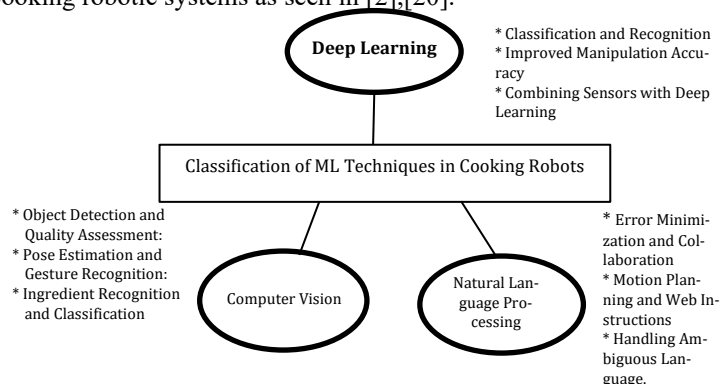 cooking robotic systems as seen in [2],[20].
Deep Learning
* Classification and Recognition
* Improved Manipulation Accu-
racy
* Combining Sensors with Deep
Learning
Classification of ML Techniques in Cooking Robots
* Object Detection and
Quality Assessment:
* Pose Estimation and
Gesture Recognition:
* Ingredient Recognition
and Classification
Computer Vision
Natural Lan-
guage Pro-
cessing
* Error Minimi-
zation and Col-
laboration
* Motion Plan-
ning and Web In-
structions
* Handling Am-
biguous Lan-
guage.